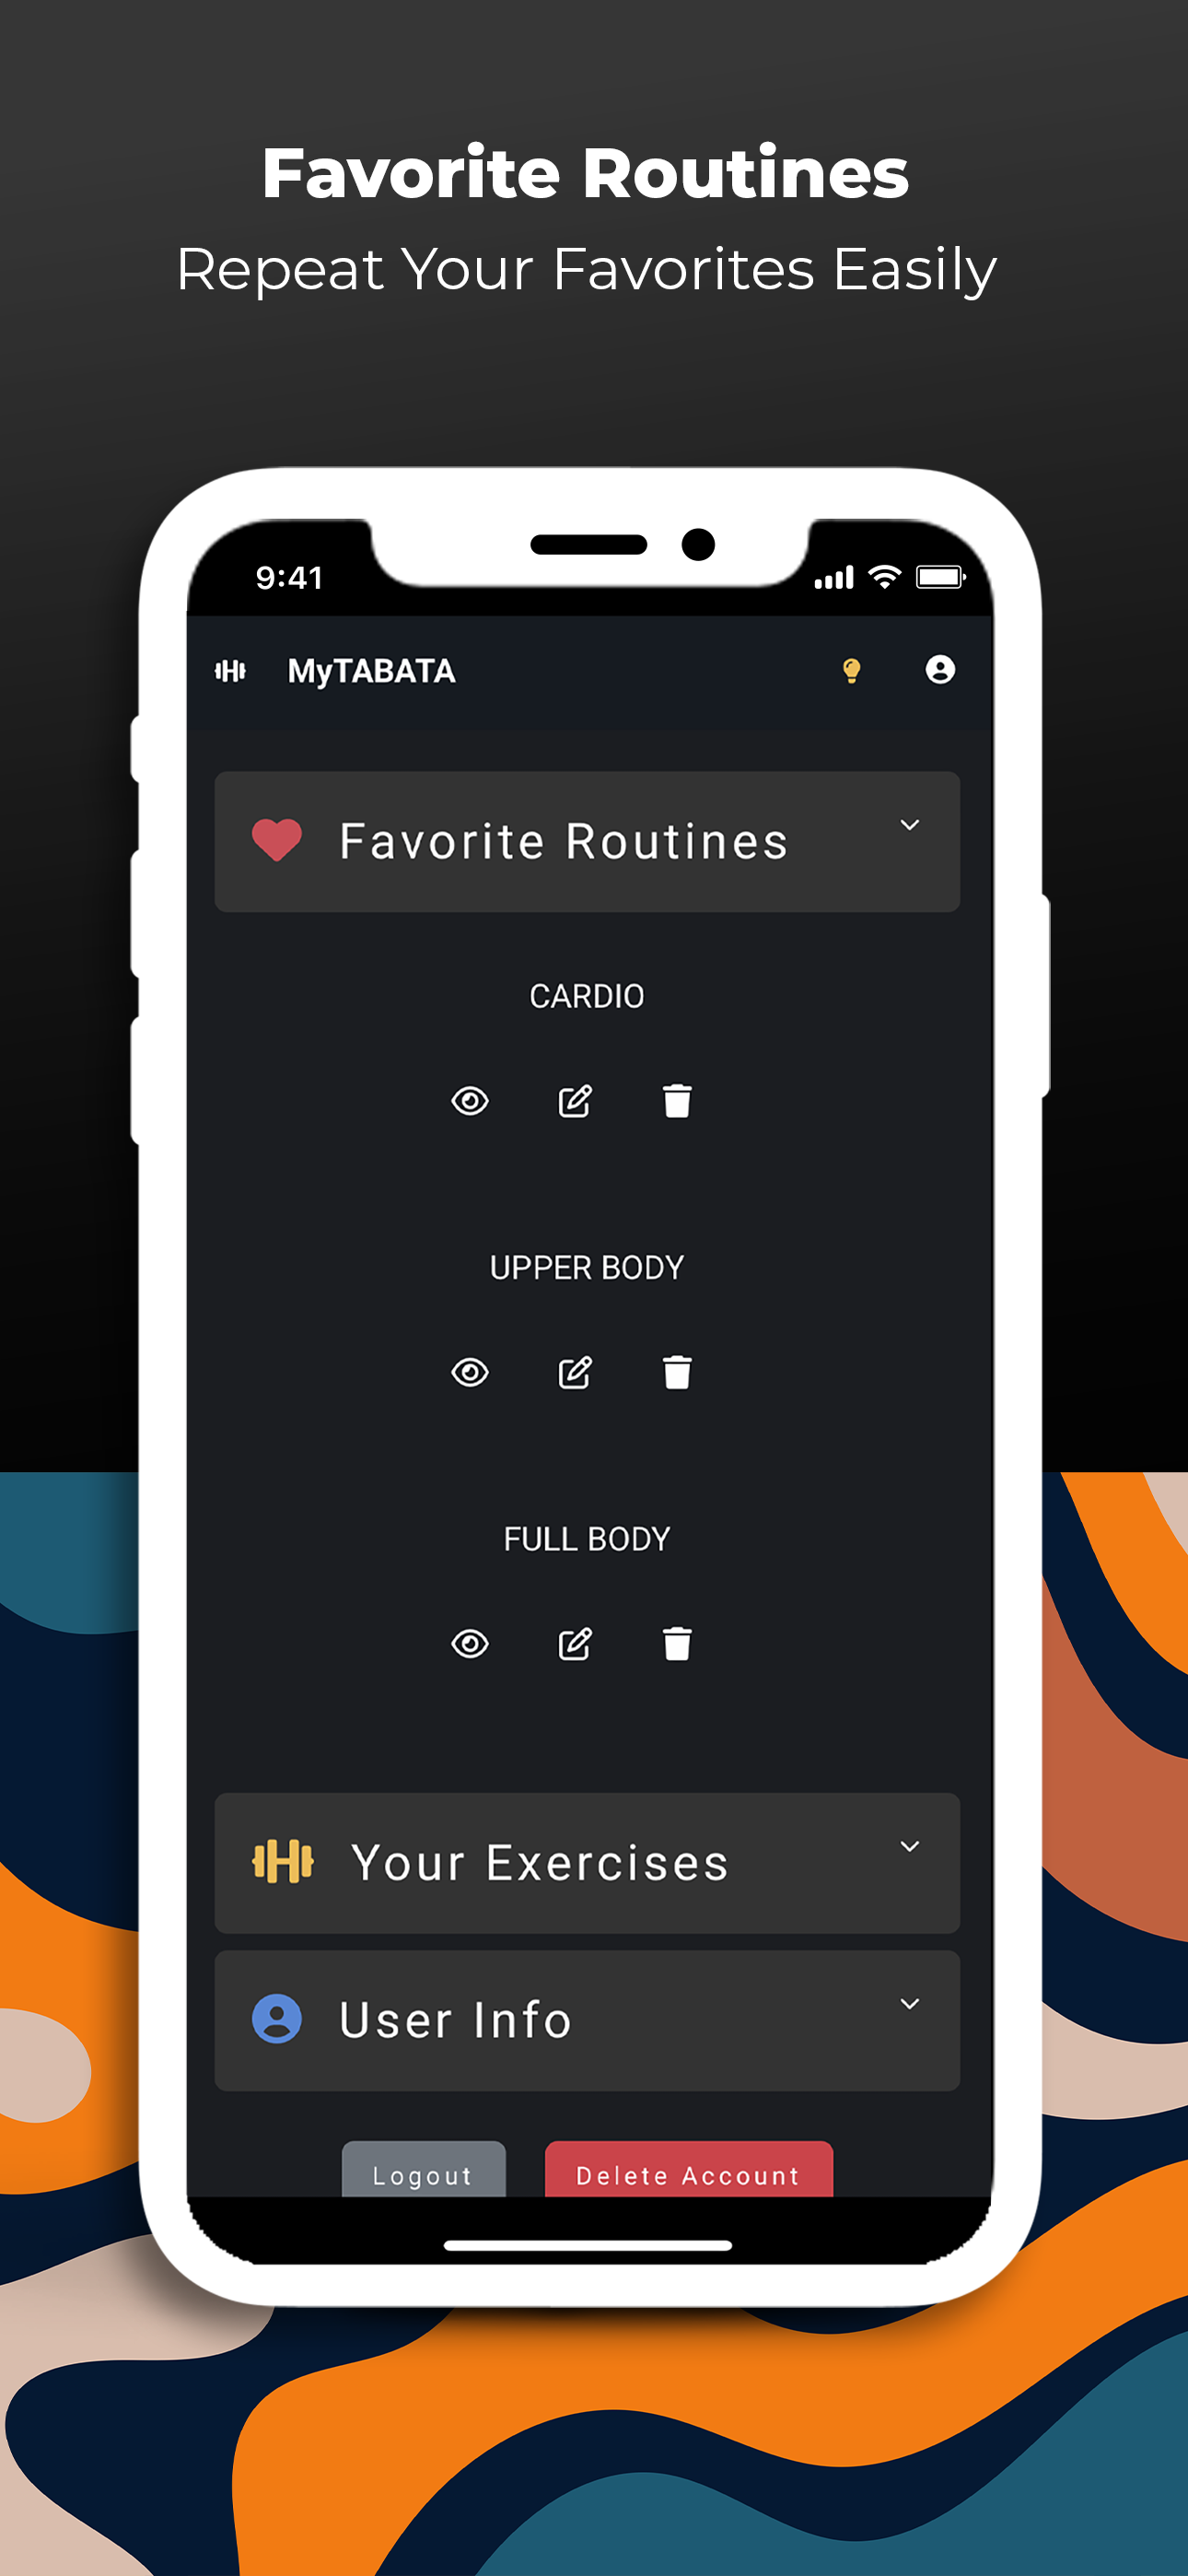 Favorite Routines
Repeat Your Favorites Easily
9:41
MyTABATA
Favorite Routines
CARDIO
UPPER BODY
FULL BODY
Your Exercises
User Info
Logout Delete Account